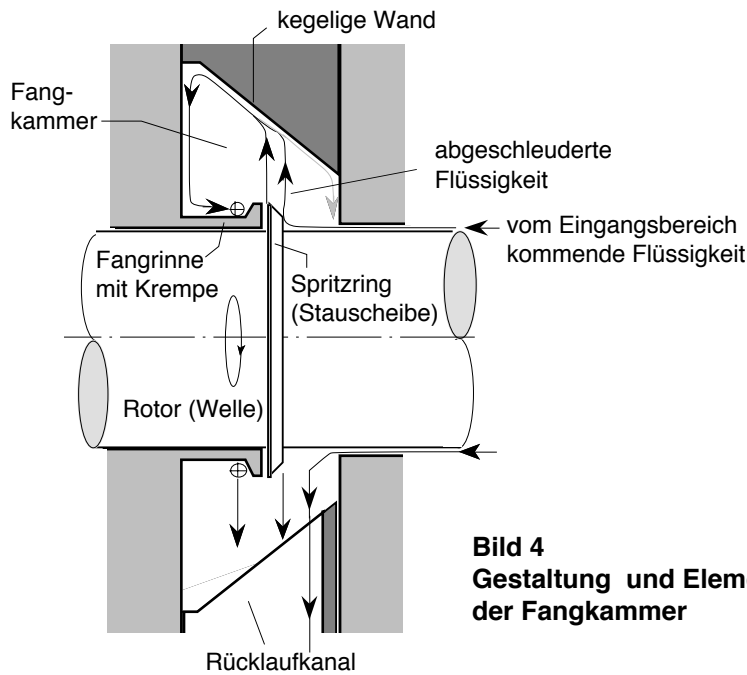 kegelige Wand
Fang-
kammer
abgeschleuderte
Flüssigkeit
vom Eingangsbereich
kommende Flüssigkeit
Fangrinne
mit Krempe
Spritzring
(Stauscheibe)
Rotor (Welle)
Bild 4
Gestaltung und Elem
der Fangkammer
Rücklaufkanal